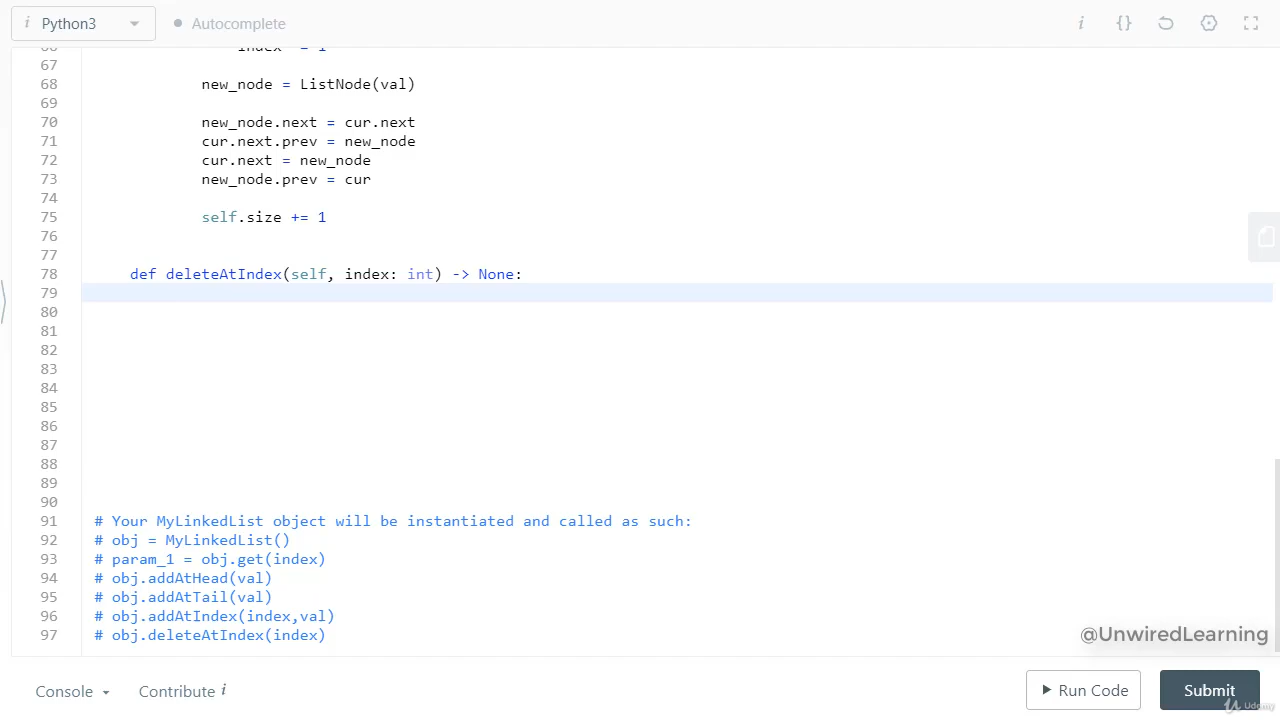 Python3
Autocomplete
i {}
67
68 new_node = ListNode(val)
69
70 new_node.next = cur.next
71 cur.next.prev = new_node
72 cur.next = new_node
73 new_node.prev = cur
74
75 self.size += 1
76
77
78 def deleteAtIndex(self, index: int) -> None:
79
80
81
82
83
84
85
86
87
88
89
90
91 # Your MyLinkedList object will be instantiated and called as such:
92 # obj = MyLinkedList()
93 # param_1 = obj.get(index)
94 # obj.addAtHead(val)
95 # obj.addAtTail(val)
96 # obj.addAtIndex(index,val)
97 # obj.deleteAtIndex(index)
@UnwiredLearning
Console Contribute i
Run Code Submit
Udemy